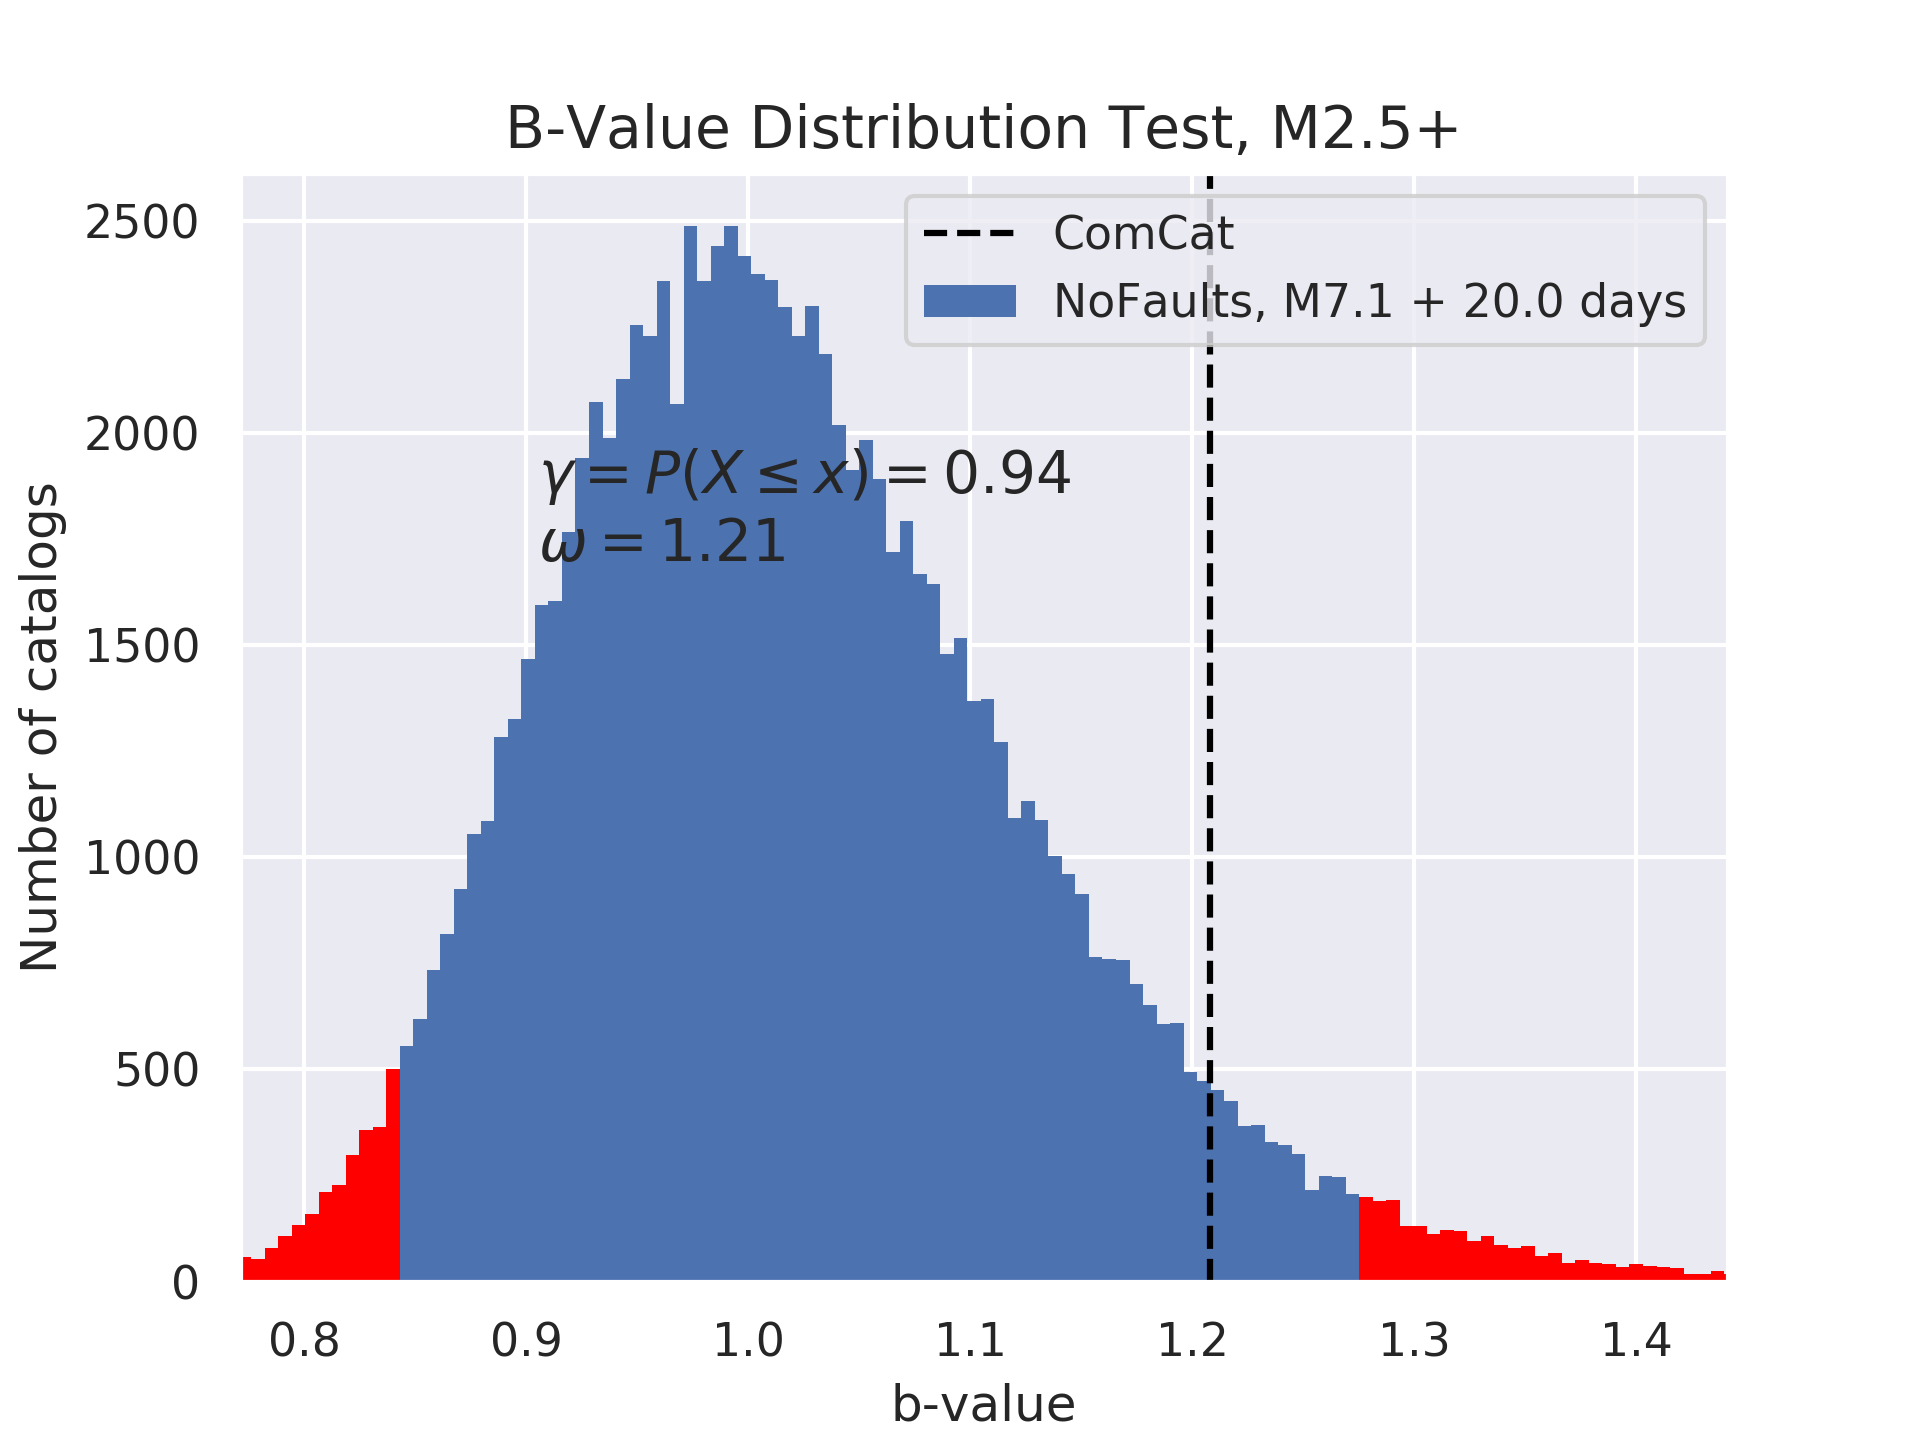 B-Value Distribution Test, M2.5+
ComCat
NoFaults, M7.1 + 20.0 days
γ = P(X ≤ x) = 0.94
ω = 1.21
Number of catalogs
2500
2000
1500
1000
500
0
0.8 0.9 1.0 1.1 1.2 1.3 1.4
b-value